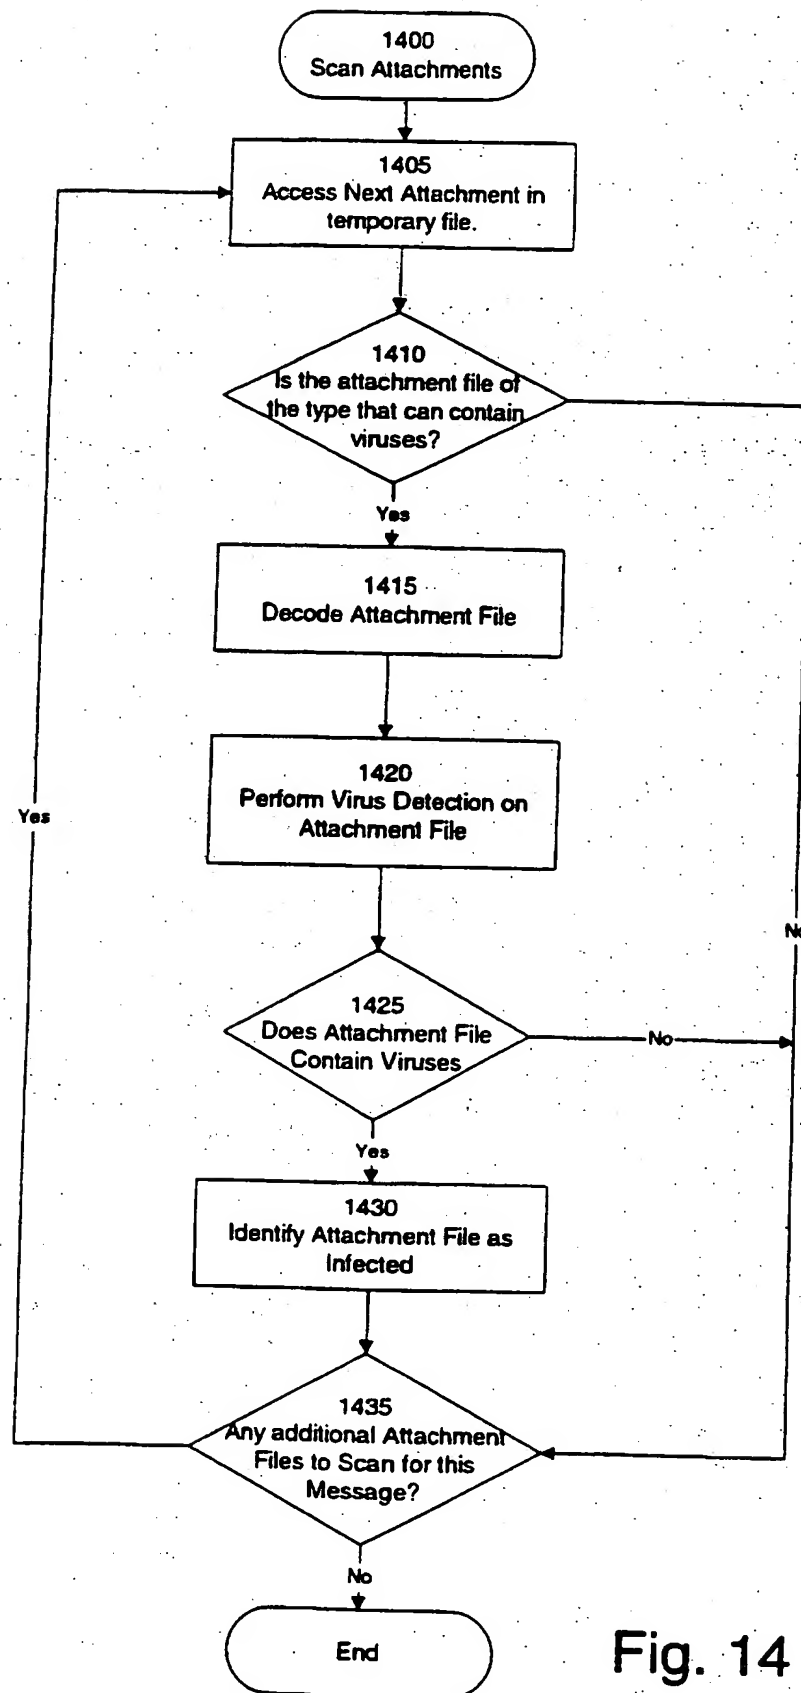 1400
Scan Attachments
1405
Access Next Attachment in
temporary file.
1410
Is the attachment file of
the type that can contain
viruses?
Yes
1415
Decode Attachment File
1420
Perform Virus Detection on
Attachment File
Yes
No
1425
Does Attachment File
Contain Viruses
No
Yes
1430
Identify Attachment File as
Infected
1435
Any additional Attachment
Files to Scan for this
Message?
No
End
Fig. 14